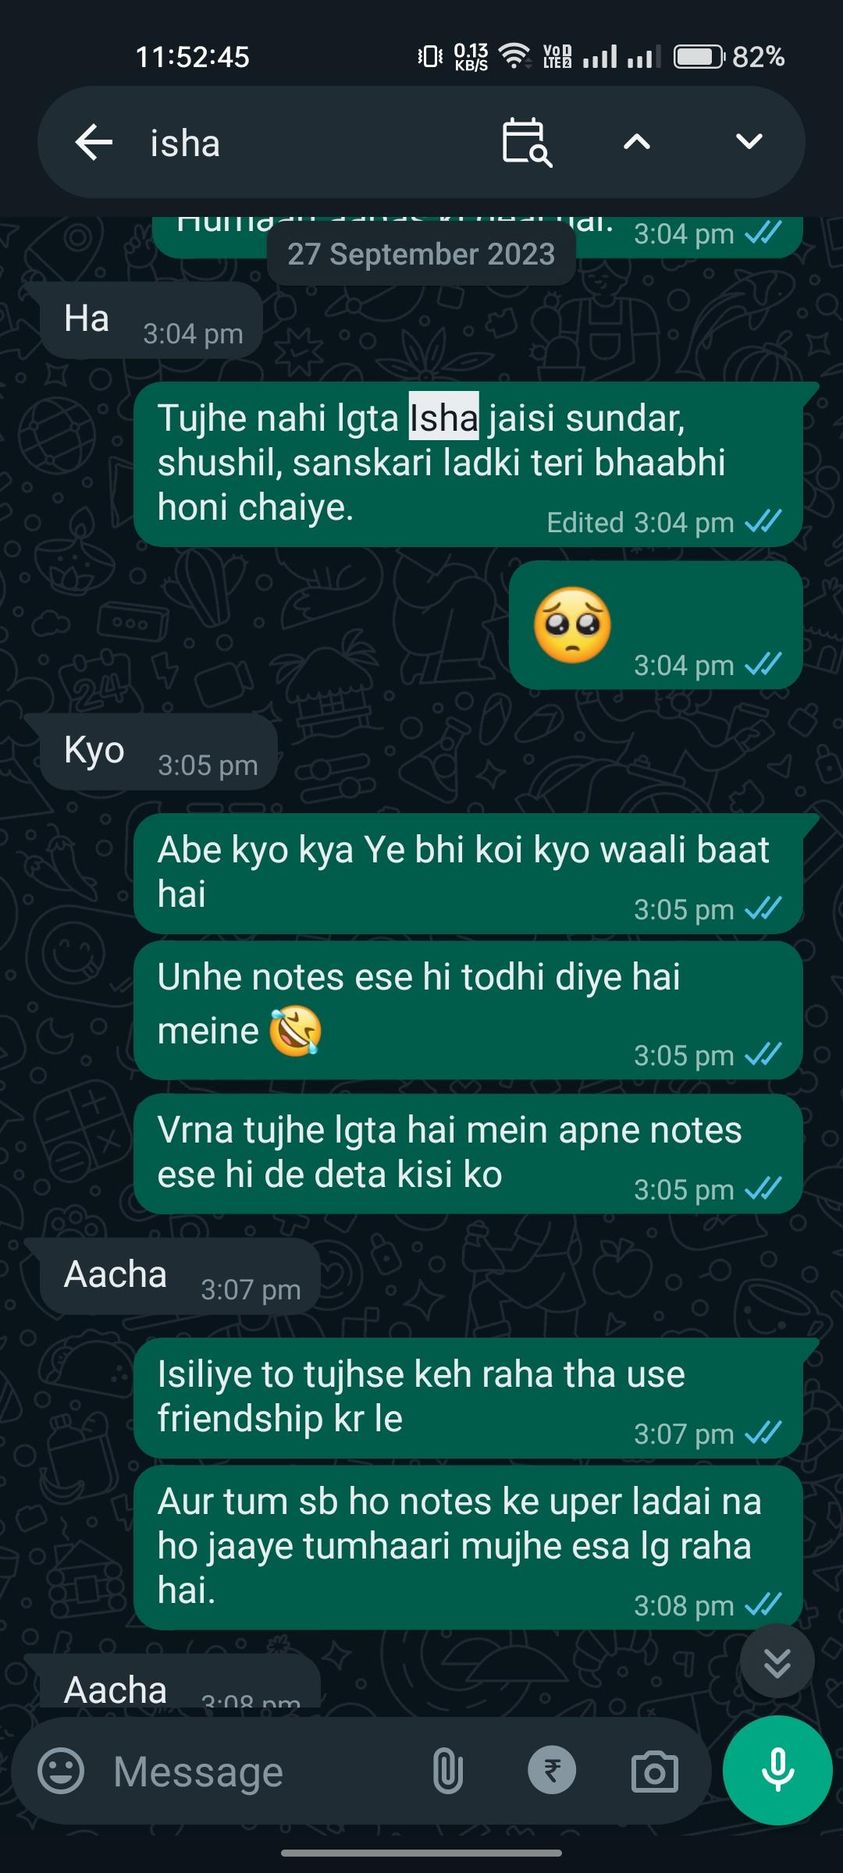 11:52:45
0.13 KB/S
Vo LTE 2
82%
isha
3:04 pm
27 September 2023
Ha
3:04 pm
Tujhe nahi lgta Isha jaisi sundar,
shushil, sanskari ladki teri bhaabhi
honi chaiye.
Edited 3:04 pm
3:04 pm
Kyo
3:05 pm
Abe kyo kya Ye bhi koi kyo waali baat
hai
3:05 pm
Unhe notes ese hi todhi diye hai
meine
3:05 pm
Vrna tujhe lgta hai mein apne notes
ese hi de deta kisi ko
3:05 pm
Aacha
3:07 pm
Isiliye to tujhse keh raha tha use
friendship kr le
3:07 pm
Aur tum sb ho notes ke uper ladai na
ho jaaye tumhaari mujhe esa lg raha
hai.
3:08 pm
Aacha
3:08 pm
Message
₹